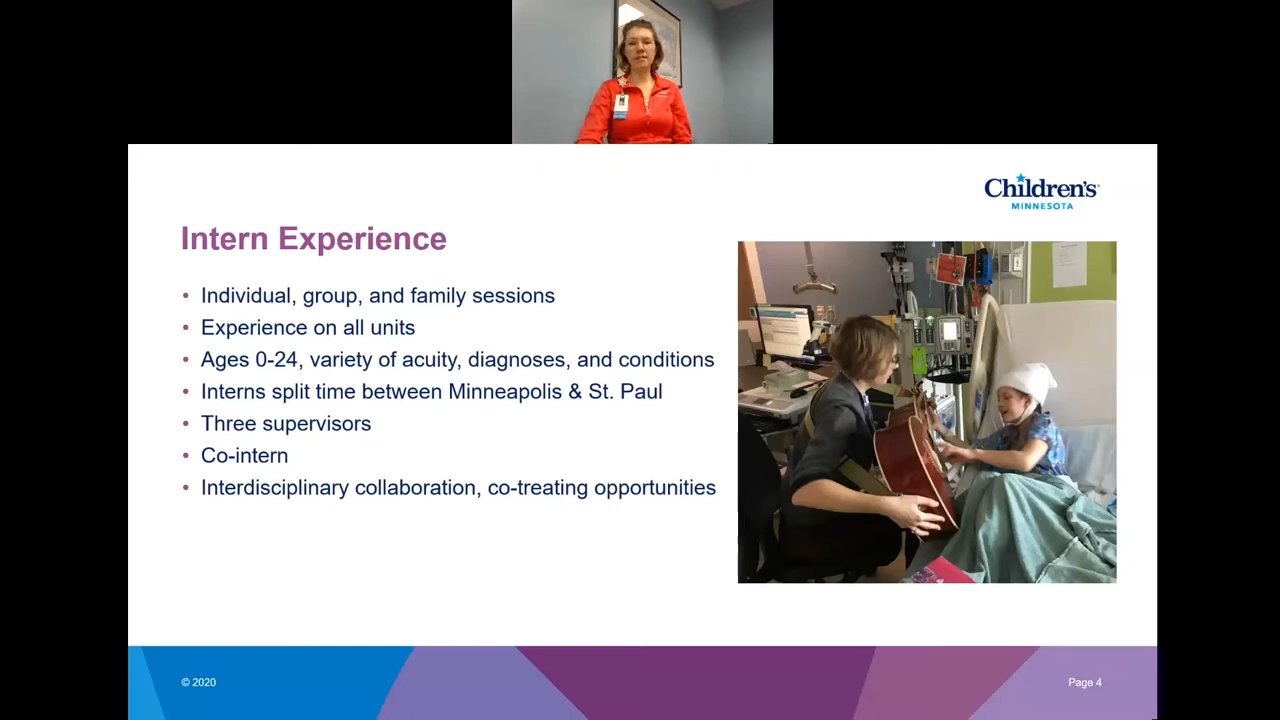 Children's
MINNESOTA
Intern Experience
• Individual, group, and family sessions
• Experience on all units
• Ages 0-24, variety of acuity, diagnoses, and conditions
• Interns split time between Minneapolis & St. Paul
• Three supervisors
• Co-intern
• Interdisciplinary collaboration, co-treating opportunities
© 2020
Page 4